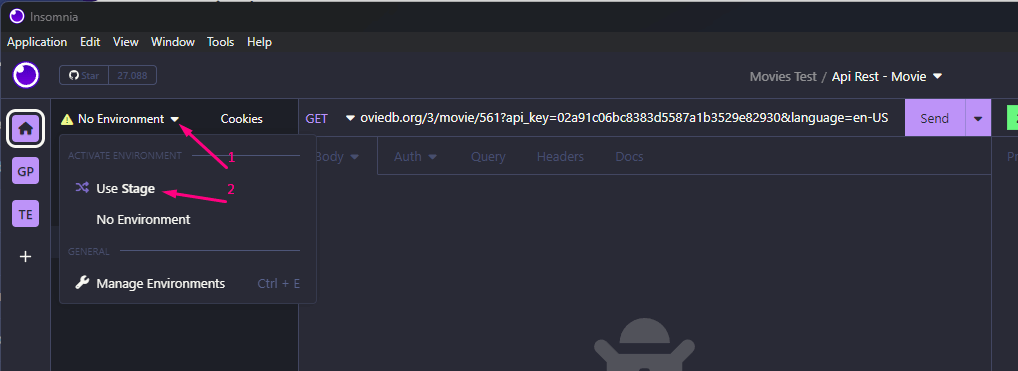 Insomnia
Application Edit View Window Tools Help
Star 27.088
Movies Test / Api Rest - Movie
No Environment Cookies
GET oviedb.org/3/movie/561?api_key=02a91c06bc8383d5587a1b3529e82930&language=en-US Send 2
ACTIVATE ENVIRONMENT 1
Body Auth Query Headers Docs
GP
Use Stage 2
TE
No Environment
GENERAL
Manage Environments Ctrl + E